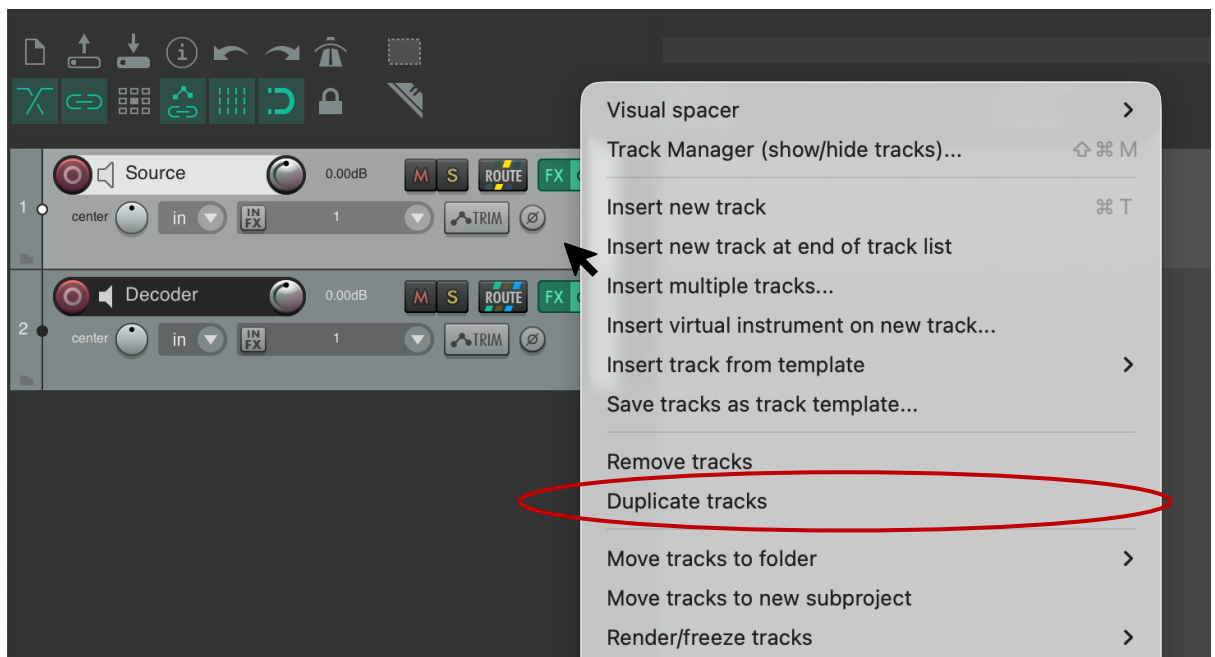 Visual spacer
Track Manager (show/hide tracks)... ⇧⌘M
Insert new track ⌘T
Insert new track at end of track list
Insert multiple tracks...
Insert virtual instrument on new track...
Insert track from template
Save tracks as track template...
Remove tracks
Duplicate tracks
Move tracks to folder
Move tracks to new subproject
Render/freeze tracks
1
Source 0.00dB M S ROUTE FX
center in IN FX 1 TRIM
2
Decoder 0.00dB M S ROUTE FX
center in IN FX 1 TRIM